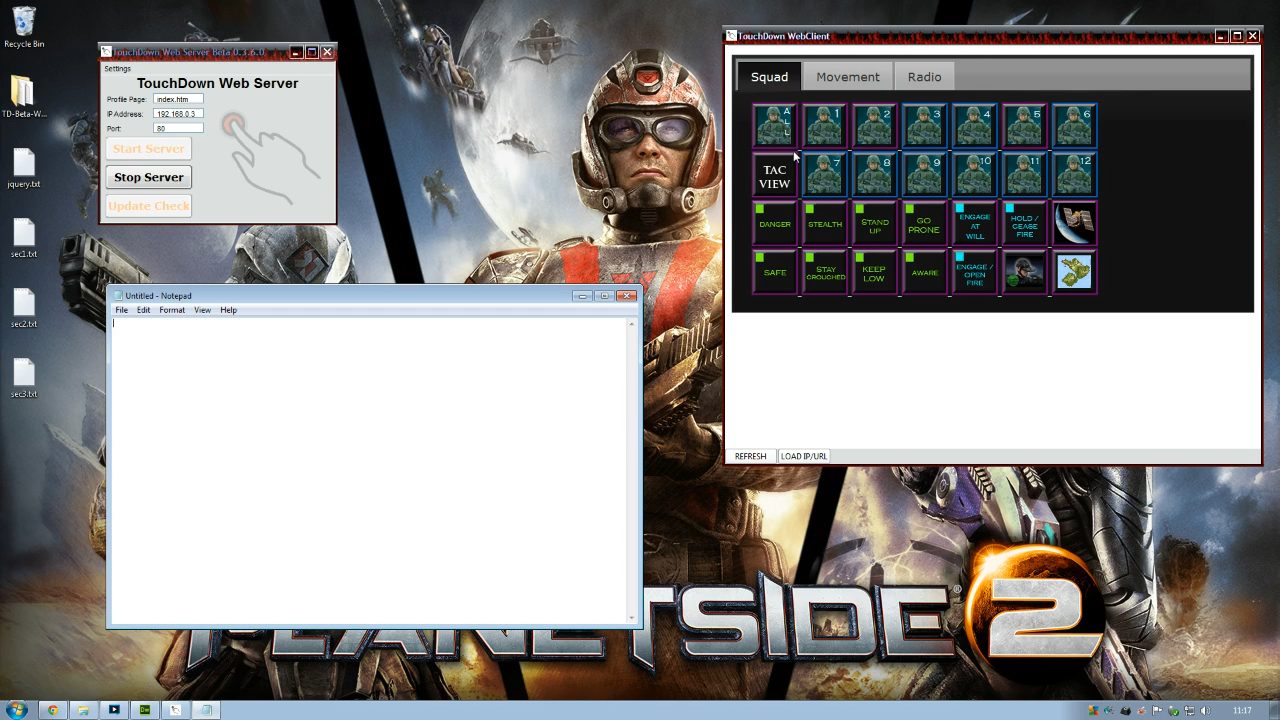 Recycle Bin
TD-Beta-W...
jquery.txt
sec1.txt
sec2.txt
sec3.txt
TouchDown Web Server Beta 0.3.6.0
Settings
TouchDown Web Server
Profile Page: index.htm
IP Address: 192.168.0.3
Port: 80
Start Server
Stop Server
Update Check
Untitled - Notepad
File Edit Format View Help
TouchDown WebClient
Squad Movement Radio
ALL 1 2 3 4 5 6
TAC VIEW 7 8 9 10 11 12
DANGER STEALTH STAND UP GO PRONE ENGAGE AT WILL HOLD / CEASE FIRE
SAFE STAY CROUCHED KEEP LOW AWARE ENGAGE / OPEN FIRE
REFRESH LOAD IP/URL
PLANETSIDE 2
11:17